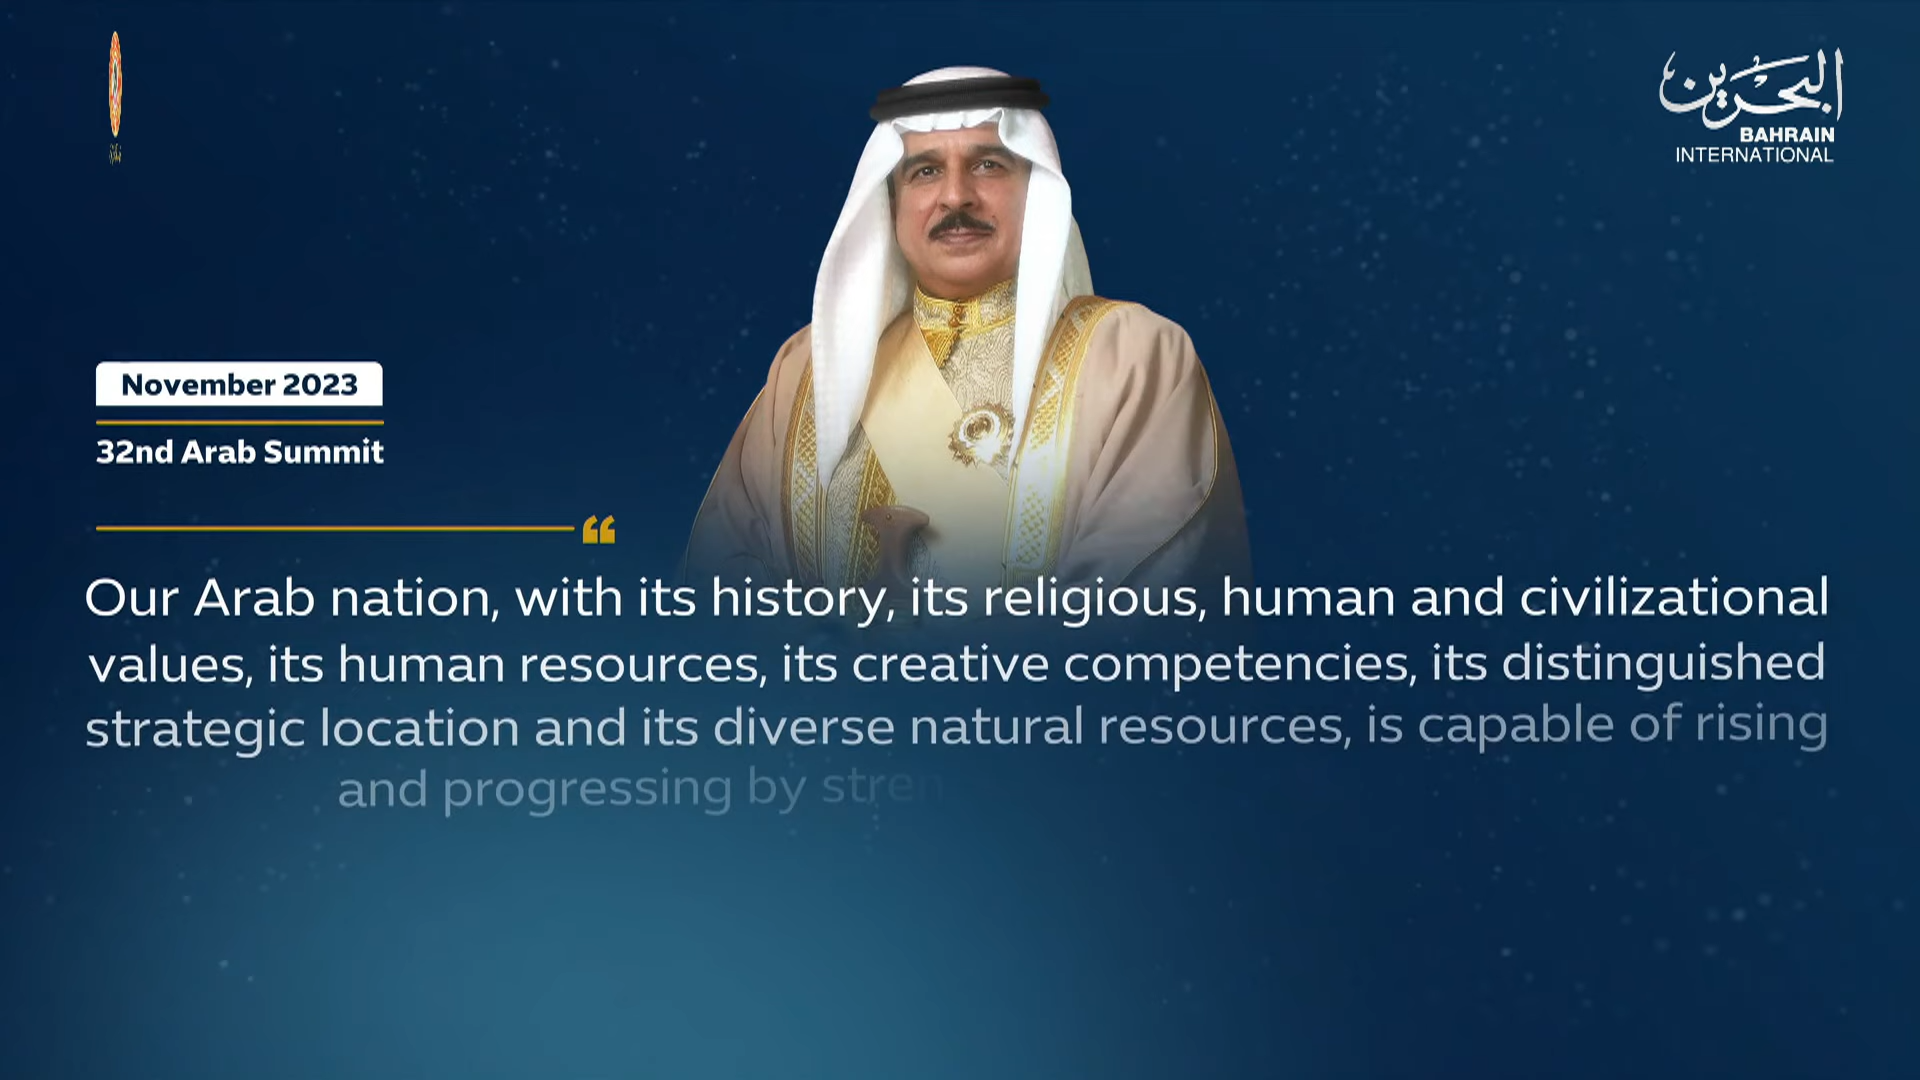 البحرين
BAHRAIN
INTERNATIONAL
November 2023
32nd Arab Summit
“
Our Arab nation, with its history, its religious, human and civilizational
values, its human resources, its creative competencies, its distinguished
strategic location and its diverse natural resources, is capable of rising
and progressing by stren